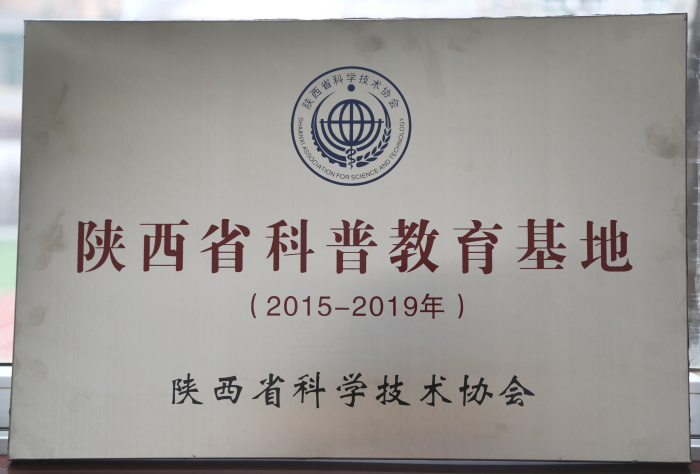 陕西省科学技术协会
SHAANXI ASSOCIATION FOR SCIENCE AND TECHNOLOGY
陕西省科普教育基地
（2015-2019年）
陕西省科学技术协会